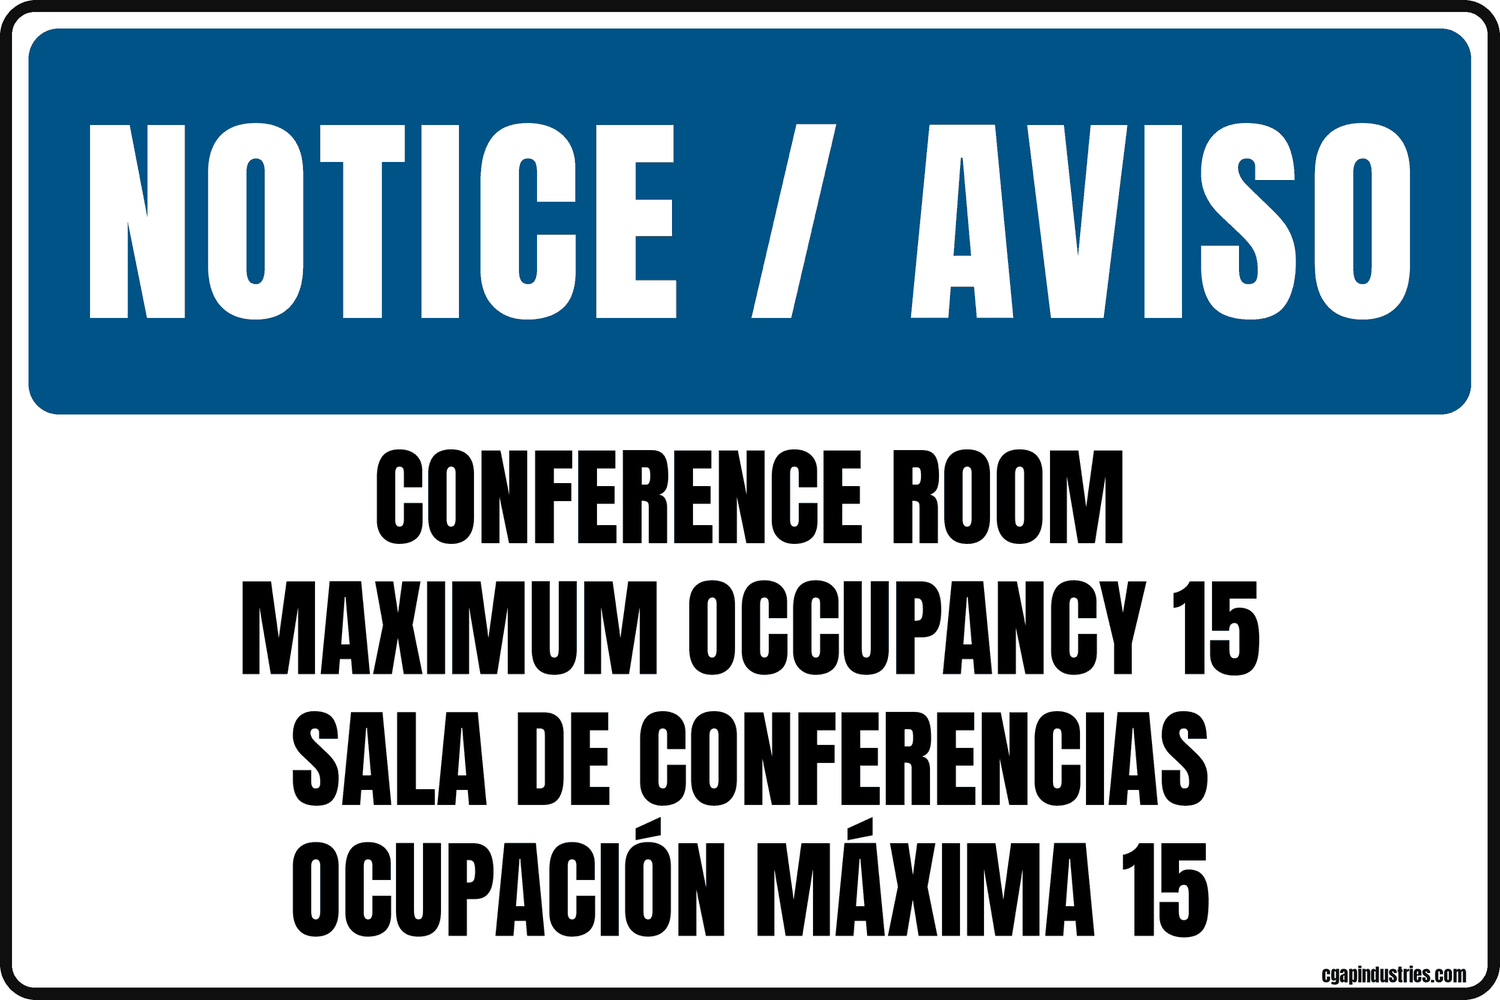 NOTICE / AVISO
CONFERENCE ROOM
MAXIMUM OCCUPANCY 15
SALA DE CONFERENCIAS
OCUPACIÓN MÁXIMA 15
cgapindustries.com